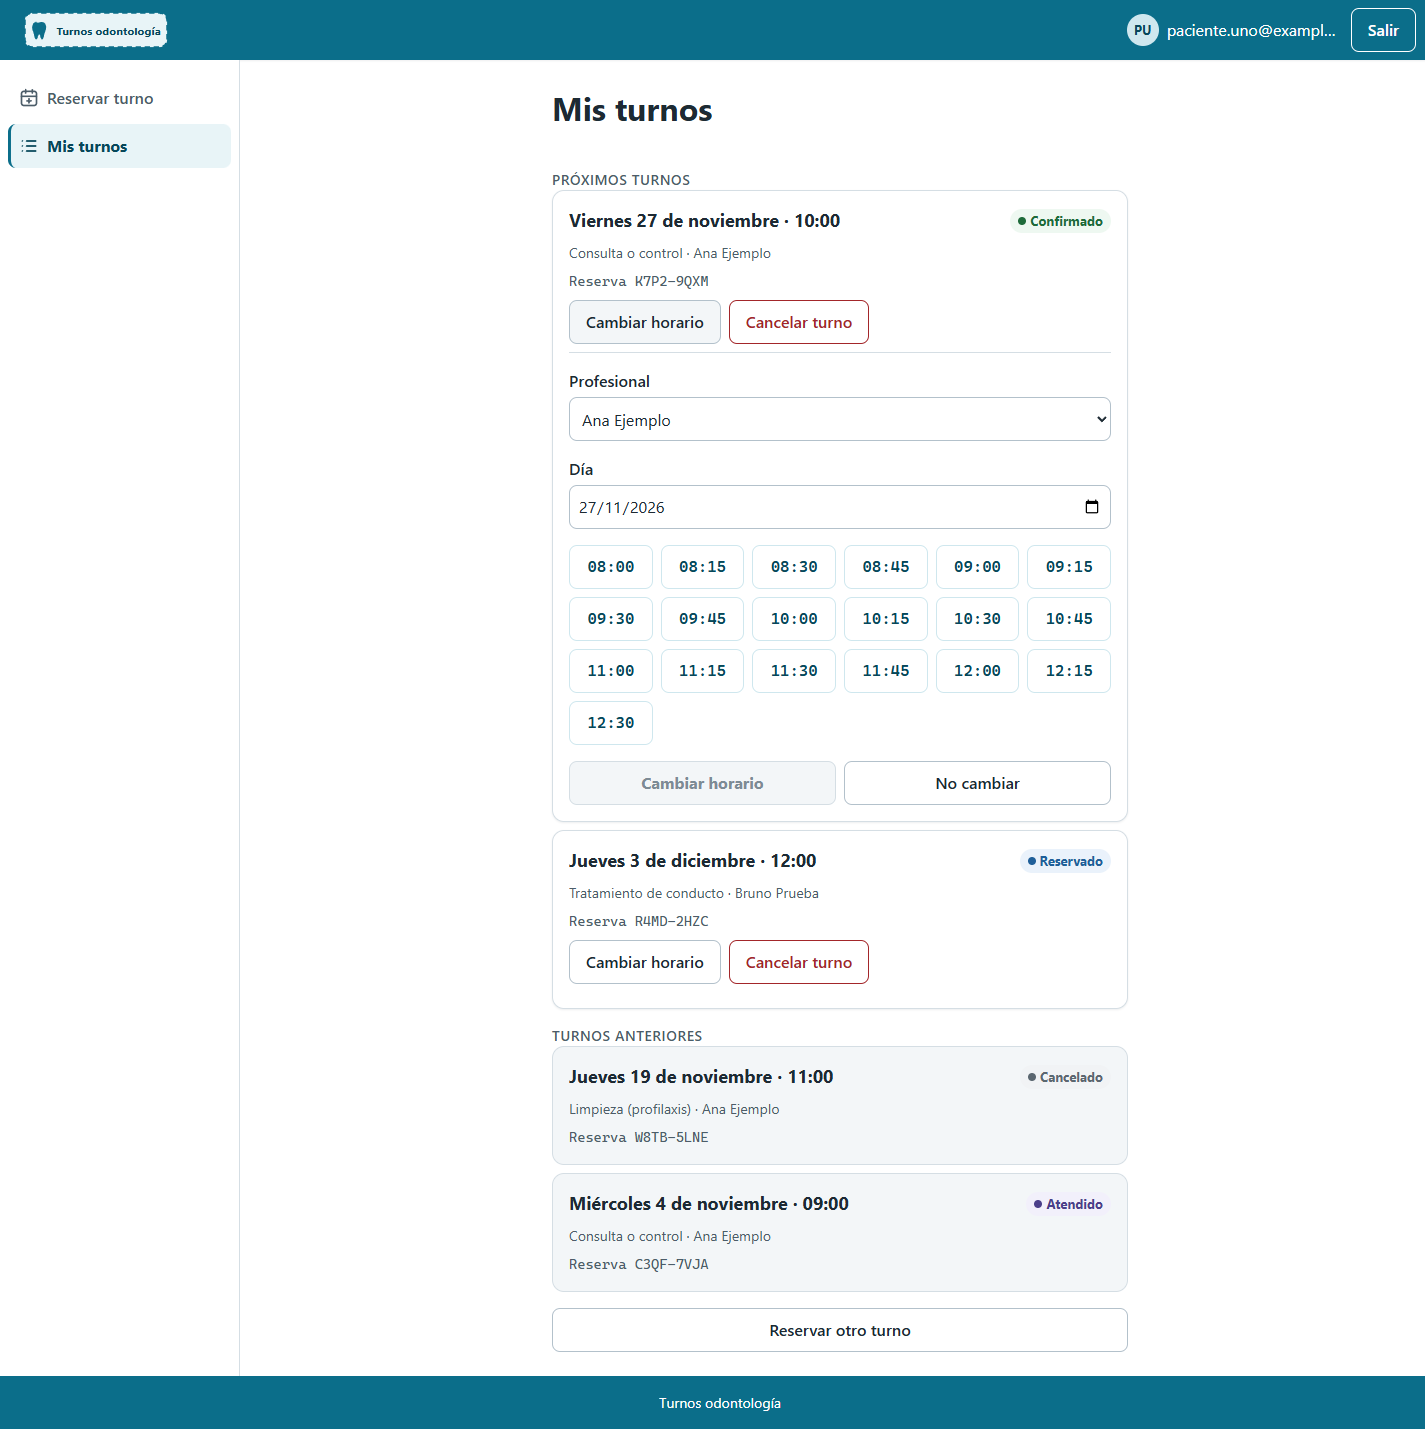 Turnos odontología
PU
paciente.uno@exampl...
Salir
Reservar turno
Mis turnos
Mis turnos
PRÓXIMOS TURNOS
Viernes 27 de noviembre · 10:00
Confirmado
Consulta o control · Ana Ejemplo
Reserva K7P2-9QXM
Cambiar horario
Cancelar turno
Profesional
Ana Ejemplo
Día
27/11/2026
08:00 08:15 08:30 08:45 09:00 09:15
09:30 09:45 10:00 10:15 10:30 10:45
11:00 11:15 11:30 11:45 12:00 12:15
12:30
Cambiar horario
No cambiar
Jueves 3 de diciembre · 12:00
Reservado
Tratamiento de conducto · Bruno Prueba
Reserva R4MD-2HZC
Cambiar horario
Cancelar turno
TURNOS ANTERIORES
Jueves 19 de noviembre · 11:00
Cancelado
Limpieza (profilaxis) · Ana Ejemplo
Reserva W8TB-5LNE
Miércoles 4 de noviembre · 09:00
Atendido
Consulta o control · Ana Ejemplo
Reserva C3QF-7VJA
Reservar otro turno
Turnos odontología